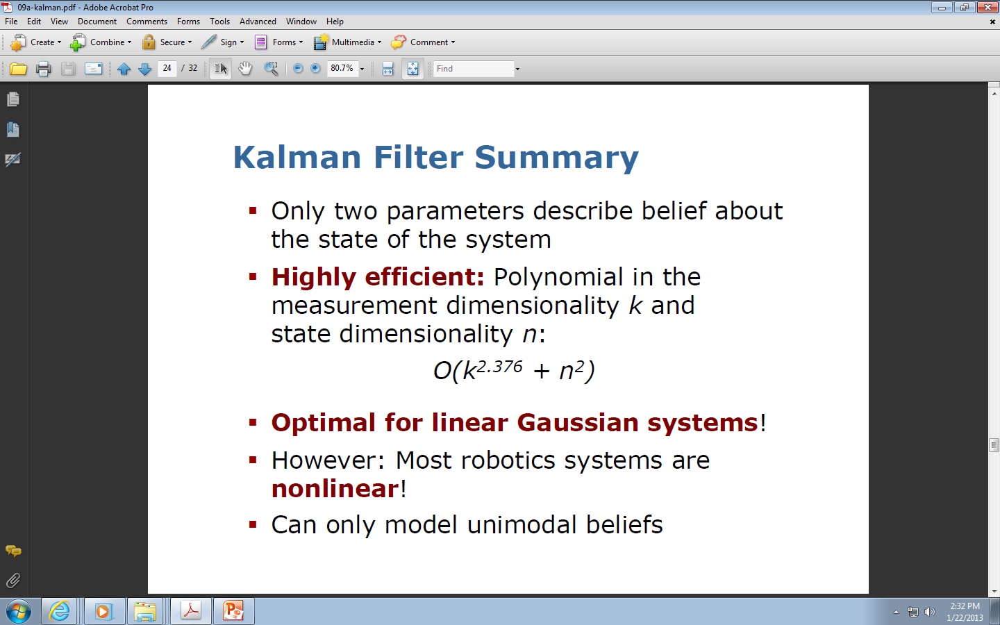 09a-kalman.pdf - Adobe Acrobat Pro
File Edit View Document Comments Forms Tools Advanced Window Help
Create Combine Secure Sign Forms Multimedia Comment
24 / 32 80.7% Find
Kalman Filter Summary
▪ Only two parameters describe belief about
the state of the system
▪ Highly efficient: Polynomial in the
measurement dimensionality k and
state dimensionality n:
O(k^2.376 + n^2)
▪ Optimal for linear Gaussian systems!
▪ However: Most robotics systems are
nonlinear!
▪ Can only model unimodal beliefs
2:32 PM
1/22/2013